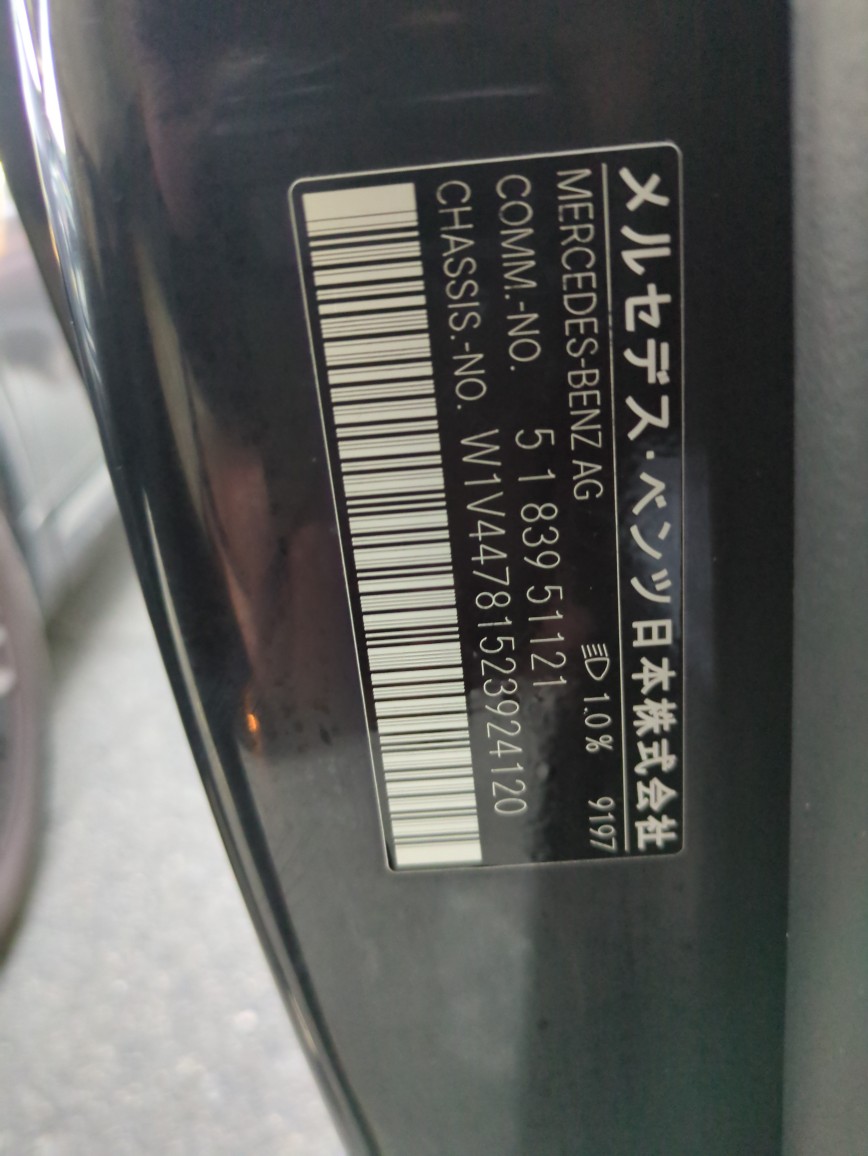 メルセデス・ベンツ日本株式会社
MERCEDES-BENZ AG 1.0% 9197
COMM.-NO. 5 1 839 51121
CHASSIS.-NO. W1V44781523924120